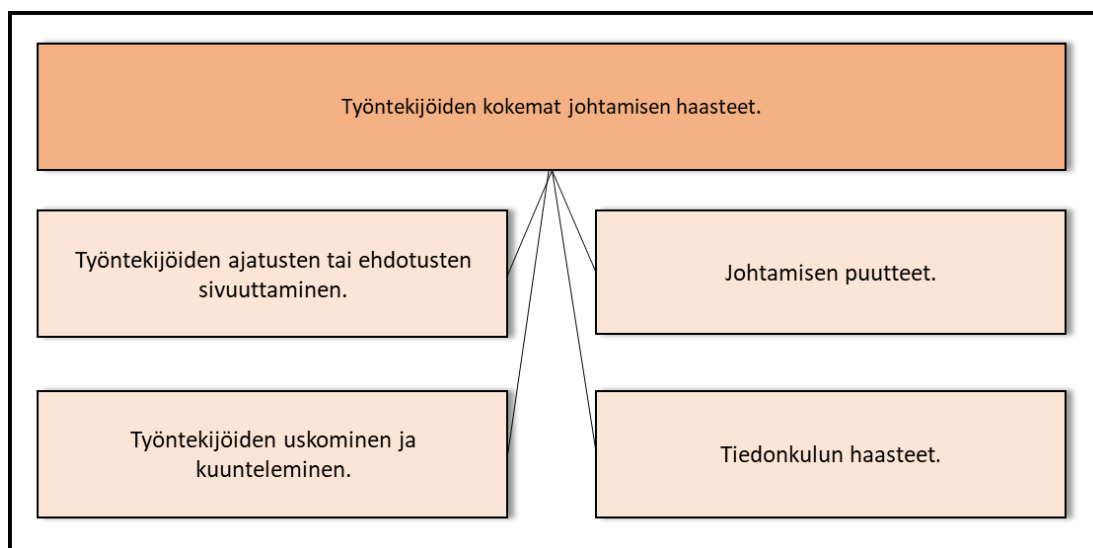 Työntekijöiden kokemat johtamisen haasteet.
Työntekijöiden ajatusten tai ehdotusten
sivuuttaminen.
Johtamisen puutteet.
Työntekijöiden uskominen ja
kuunteleminen.
Tiedonkulun haasteet.